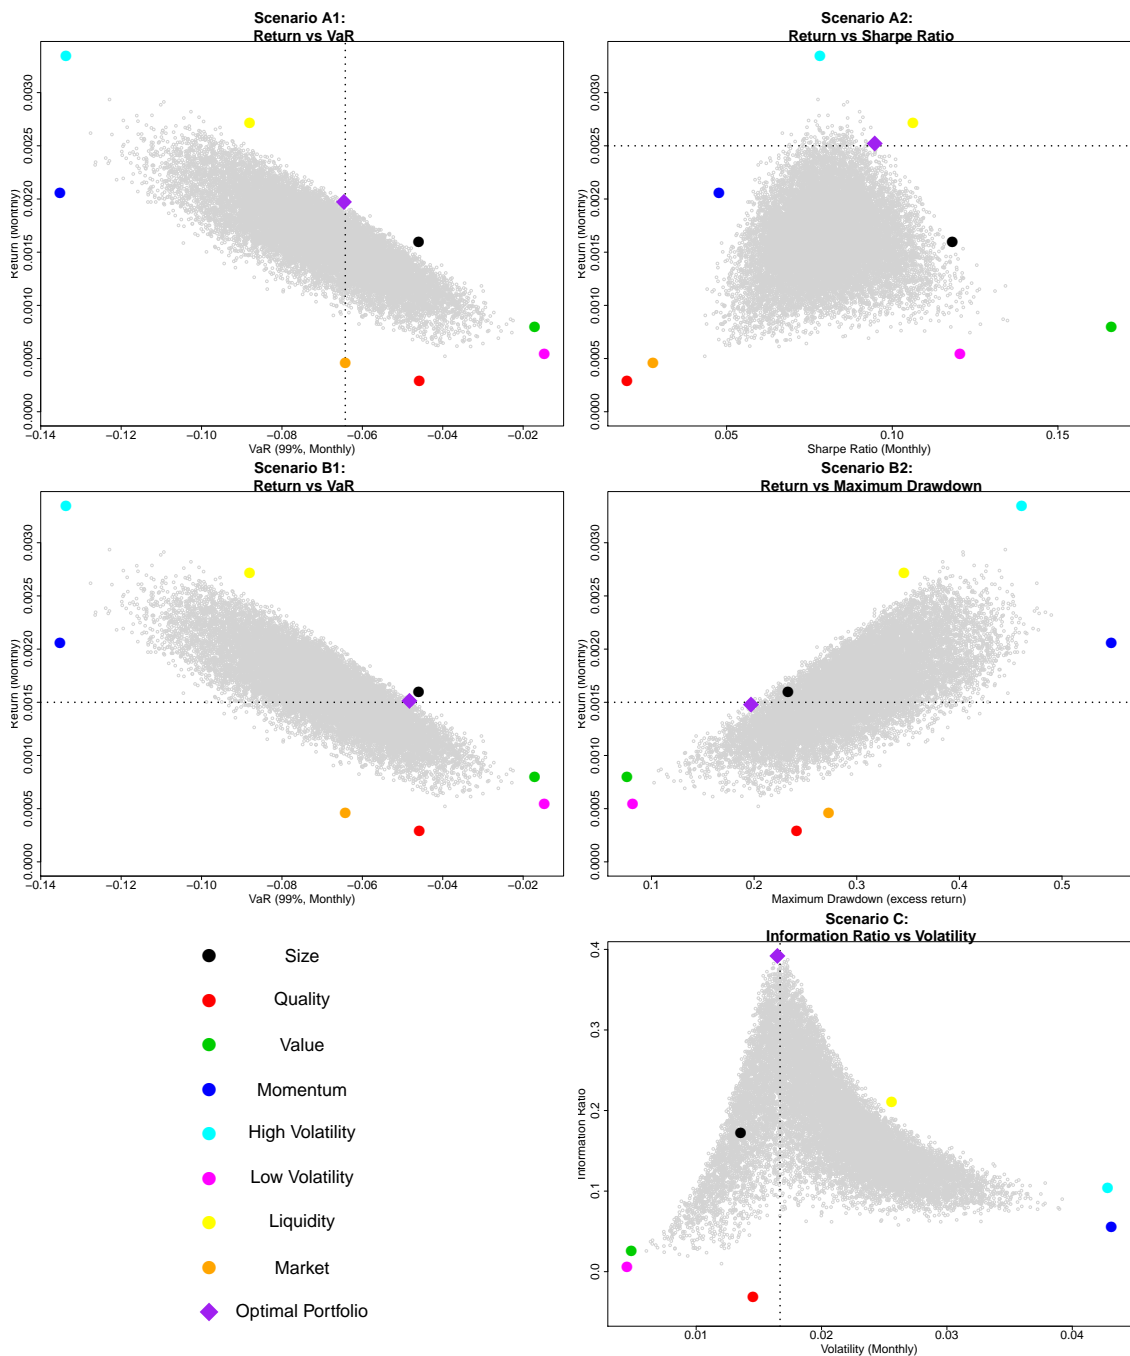 Scenario A1:
Return vs VaR
Return (Monthly)
0.0000
0.0005
0.0010
0.0015
0.0020
0.0025
0.0030
−0.14
−0.12
−0.10
−0.08
−0.06
−0.04
−0.02
VaR (99%, Monthly)
Scenario A2:
Return vs Sharpe Ratio
Return (Monthly)
0.0000
0.0005
0.0010
0.0015
0.0020
0.0025
0.0030
0.05
0.10
0.15
Sharpe Ratio (Monthly)
Scenario B1:
Return vs VaR
Return (Monthly)
0.0000
0.0005
0.0010
0.0015
0.0020
0.0025
0.0030
−0.14
−0.12
−0.10
−0.08
−0.06
−0.04
−0.02
VaR (99%, Monthly)
Scenario B2:
Return vs Maximum Drawdown
Return (Monthly)
0.0000
0.0005
0.0010
0.0015
0.0020
0.0025
0.0030
0.1
0.2
0.3
0.4
0.5
Maximum Drawdown (excess return)
Size
Quality
Value
Momentum
High Volatility
Low Volatility
Liquidity
Market
Optimal Portfolio
Scenario C:
Information Ratio vs Volatility
Information Ratio
0.0
0.1
0.2
0.3
0.4
0.01
0.02
0.03
0.04
Volatility (Monthly)